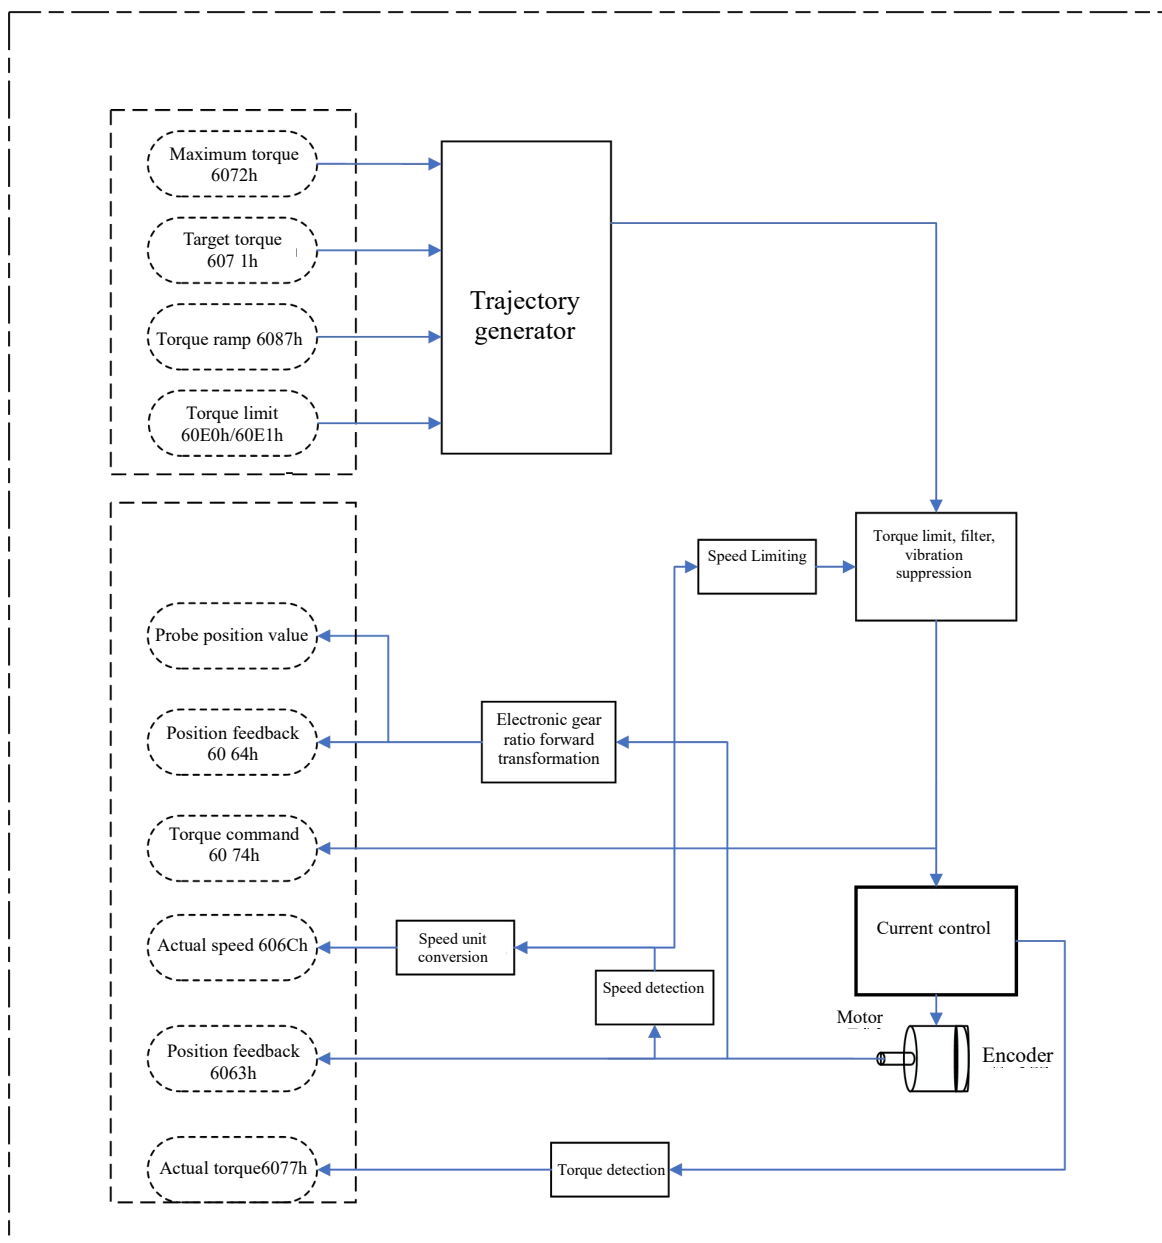 Maximum torque
6072h
Target torque
607 1h
Torque ramp 6087h
Torque limit
60E0h/60E1h
Trajectory
generator
Speed Limiting
Torque limit, filter,
vibration
suppression
Probe position value
Position feedback
60 64h
Electronic gear
ratio forward
transformation
Torque command
60 74h
Actual speed 606Ch
Speed unit
conversion
Speed detection
Current control
Motor
Encoder
Position feedback
6063h
Actual torque6077h
Torque detection